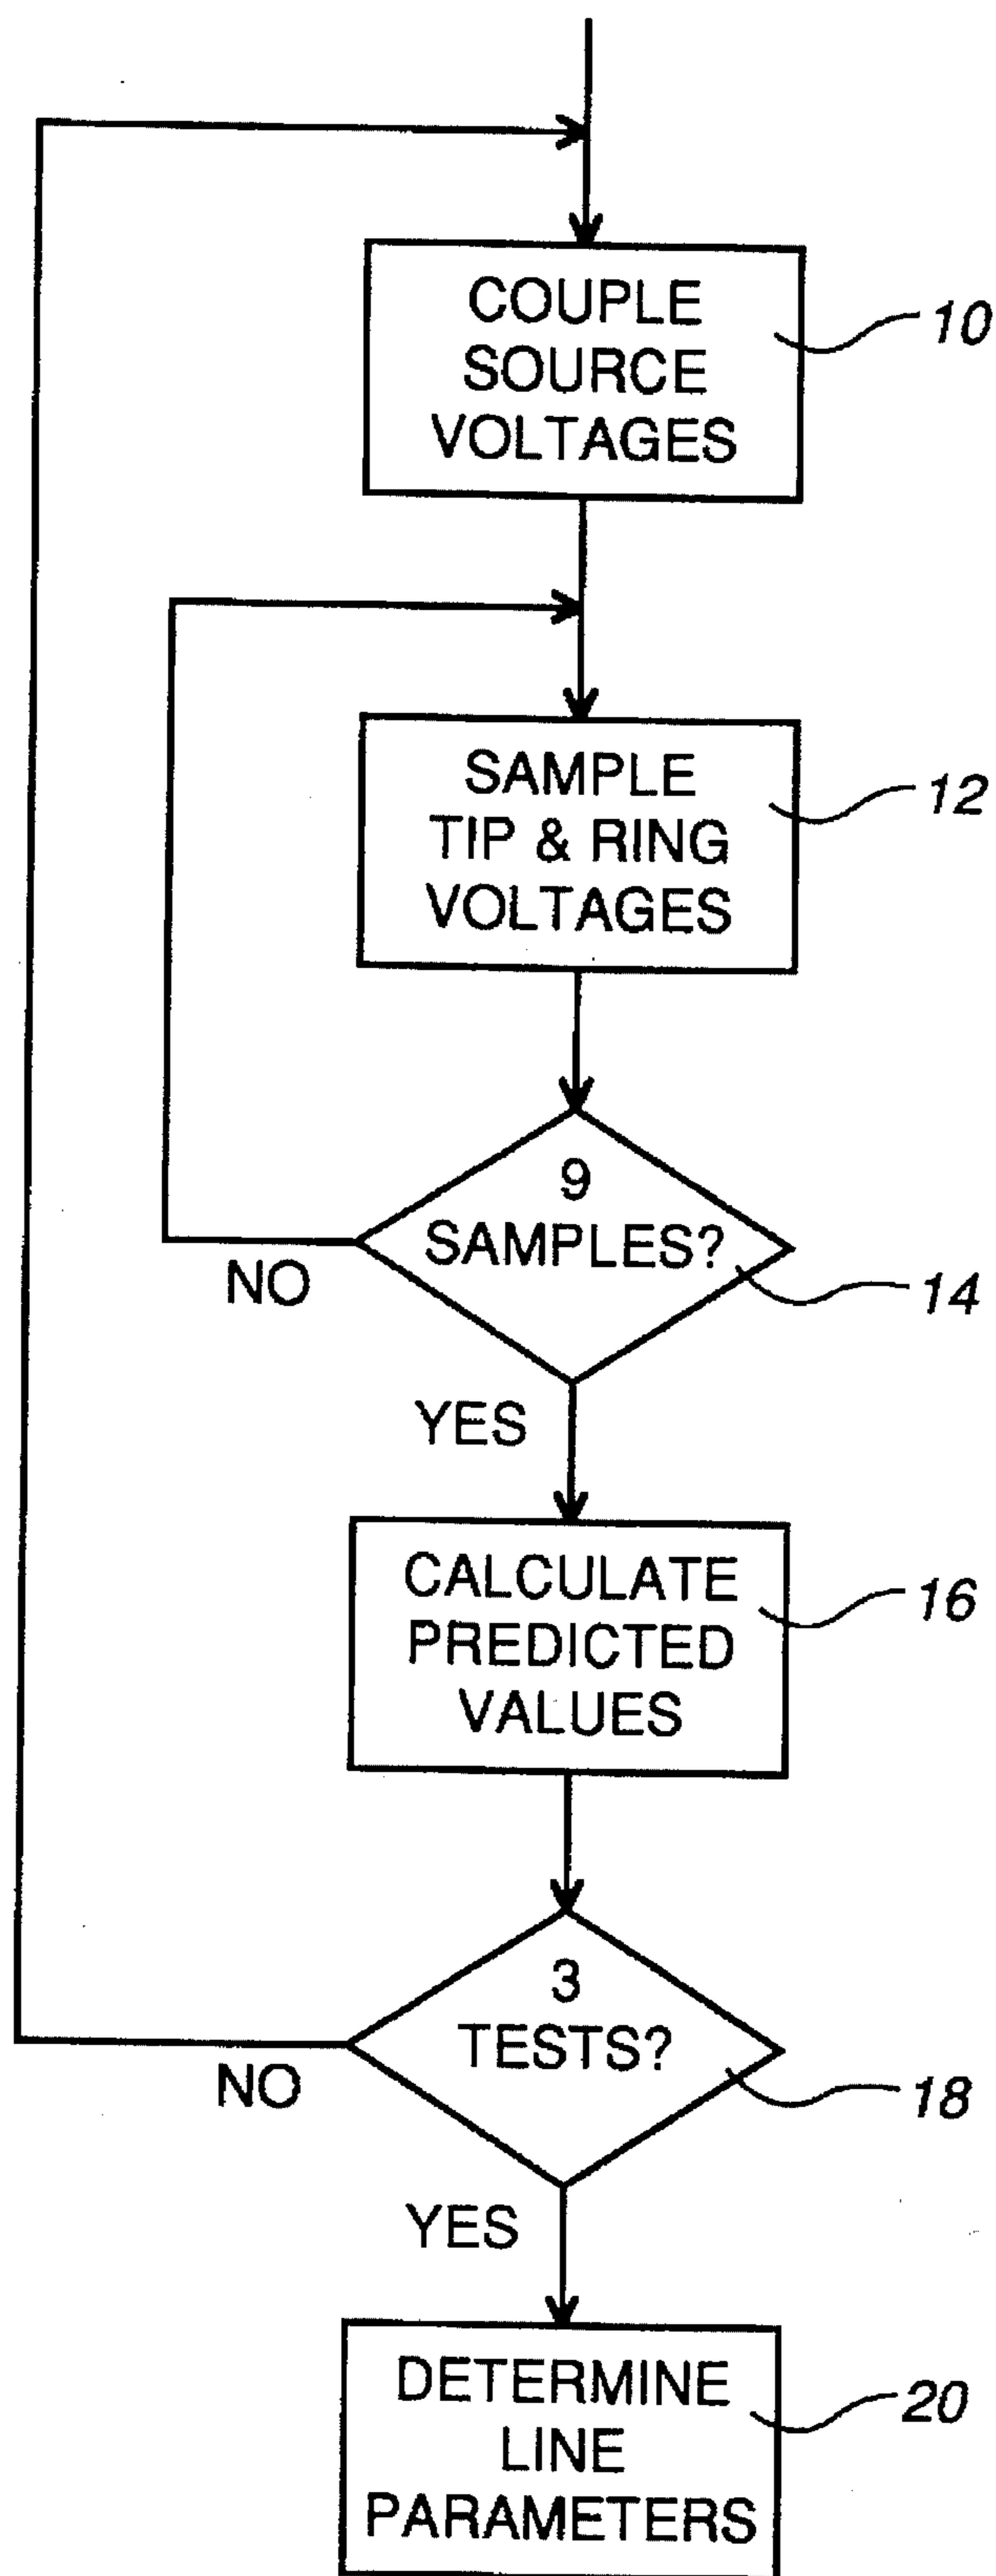 COUPLE
SOURCE
VOLTAGES
10
SAMPLE
TIP & RING
VOLTAGES
12
9
SAMPLES?
14
NO
YES
CALCULATE
PREDICTED
VALUES
16
3
TESTS?
18
NO
YES
DETERMINE
LINE
PARAMETERS
20